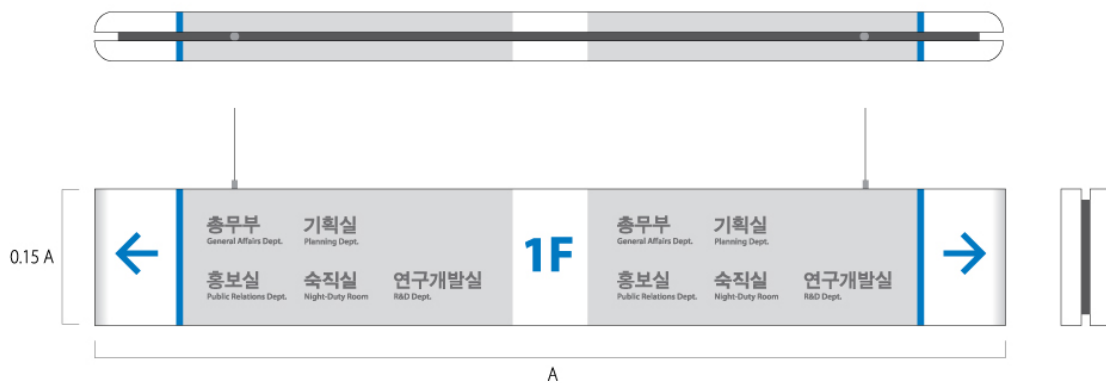 총무부 기획실
General Affairs Dept. Planning Dept.
홍보실 숙직실 연구개발실
Public Relations Dept. Night-Duty Room R&D Dept.
1F
총무부 기획실
General Affairs Dept. Planning Dept.
홍보실 숙직실 연구개발실
Public Relations Dept. Night-Duty Room R&D Dept.
0.15 A
A